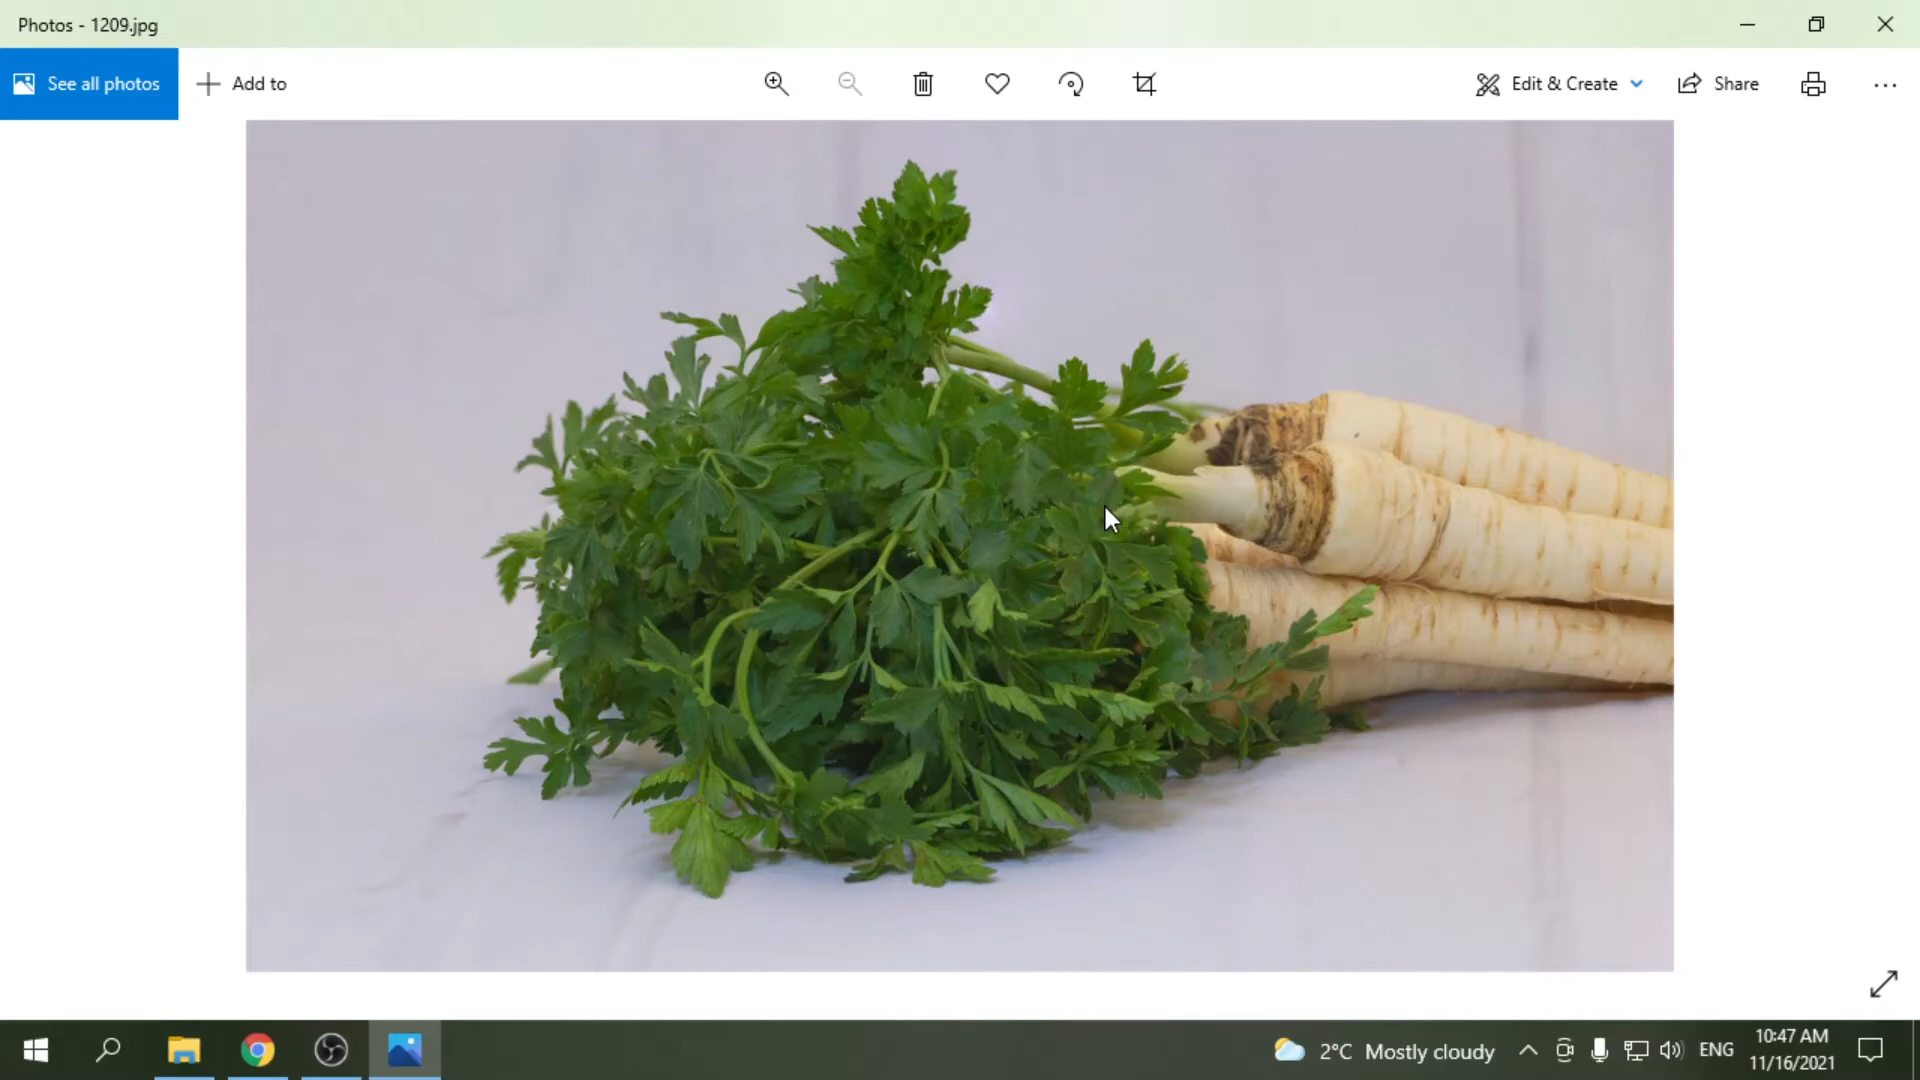 Photos - 1209.jpg
See all photos
Add to
Edit & Create
Share
2°C Mostly cloudy
ENG
10:47 AM
11/16/2021